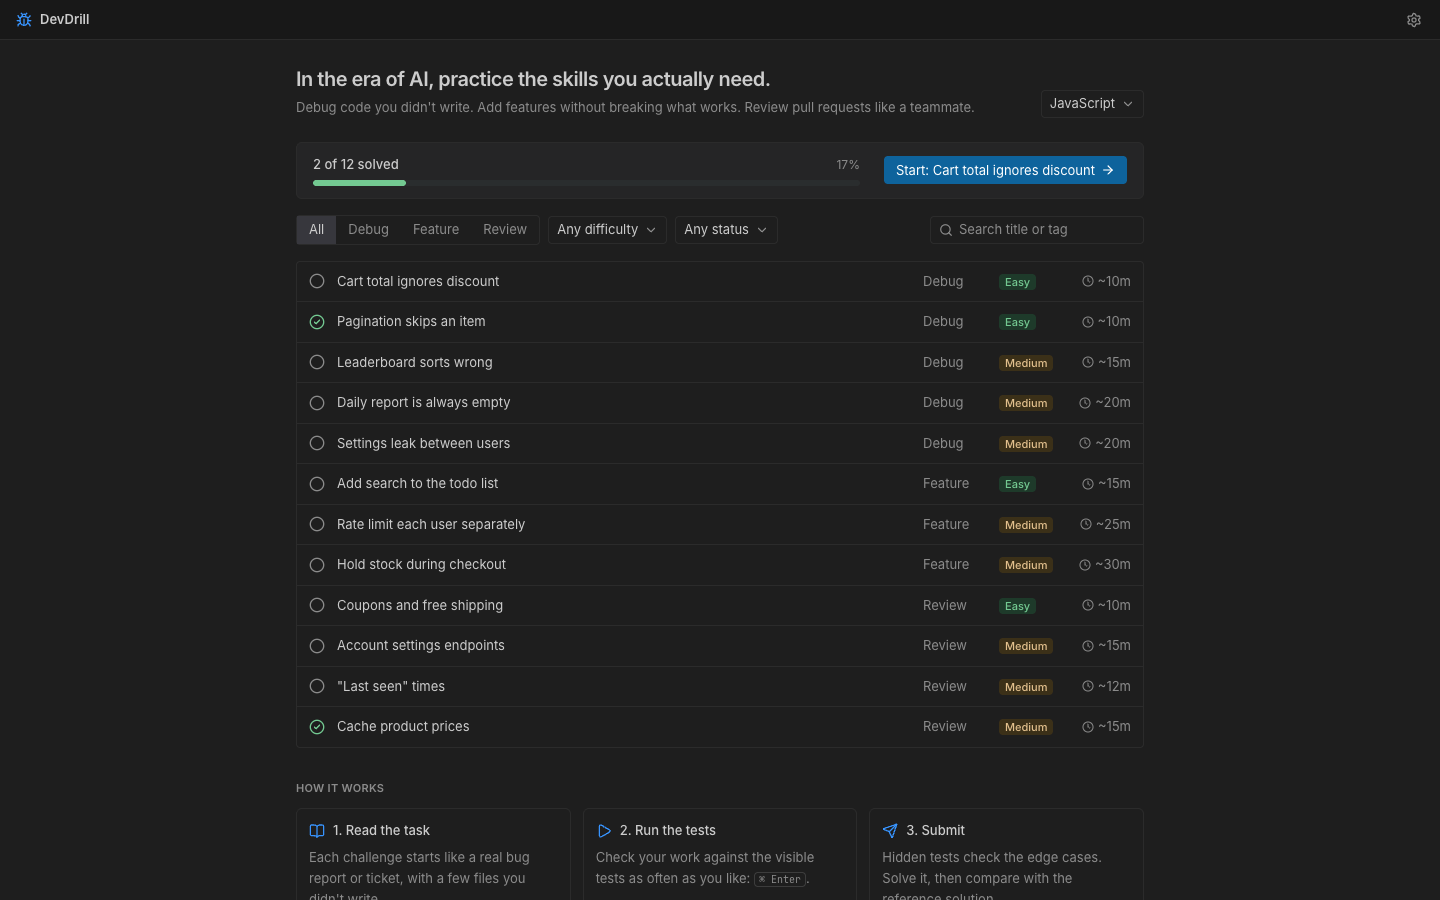 DevDrill
In the era of AI, practice the skills you actually need.
Debug code you didn't write. Add features without breaking what works. Review pull requests like a teammate.
JavaScript
2 of 12 solved
17%
Start: Cart total ignores discount
All Debug Feature Review
Any difficulty
Any status
Search title or tag
Cart total ignores discount Debug Easy ~10m
Pagination skips an item Debug Easy ~10m
Leaderboard sorts wrong Debug Medium ~15m
Daily report is always empty Debug Medium ~20m
Settings leak between users Debug Medium ~20m
Add search to the todo list Feature Easy ~15m
Rate limit each user separately Feature Medium ~25m
Hold stock during checkout Feature Medium ~30m
Coupons and free shipping Review Easy ~10m
Account settings endpoints Review Medium ~15m
"Last seen" times Review Medium ~12m
Cache product prices Review Medium ~15m
HOW IT WORKS
1. Read the task
Each challenge starts like a real bug
report or ticket, with a few files you
didn't write.
2. Run the tests
Check your work against the visible
tests as often as you like: ⌘ Enter.
3. Submit
Hidden tests check the edge cases.
Solve it, then compare with the
reference solution.